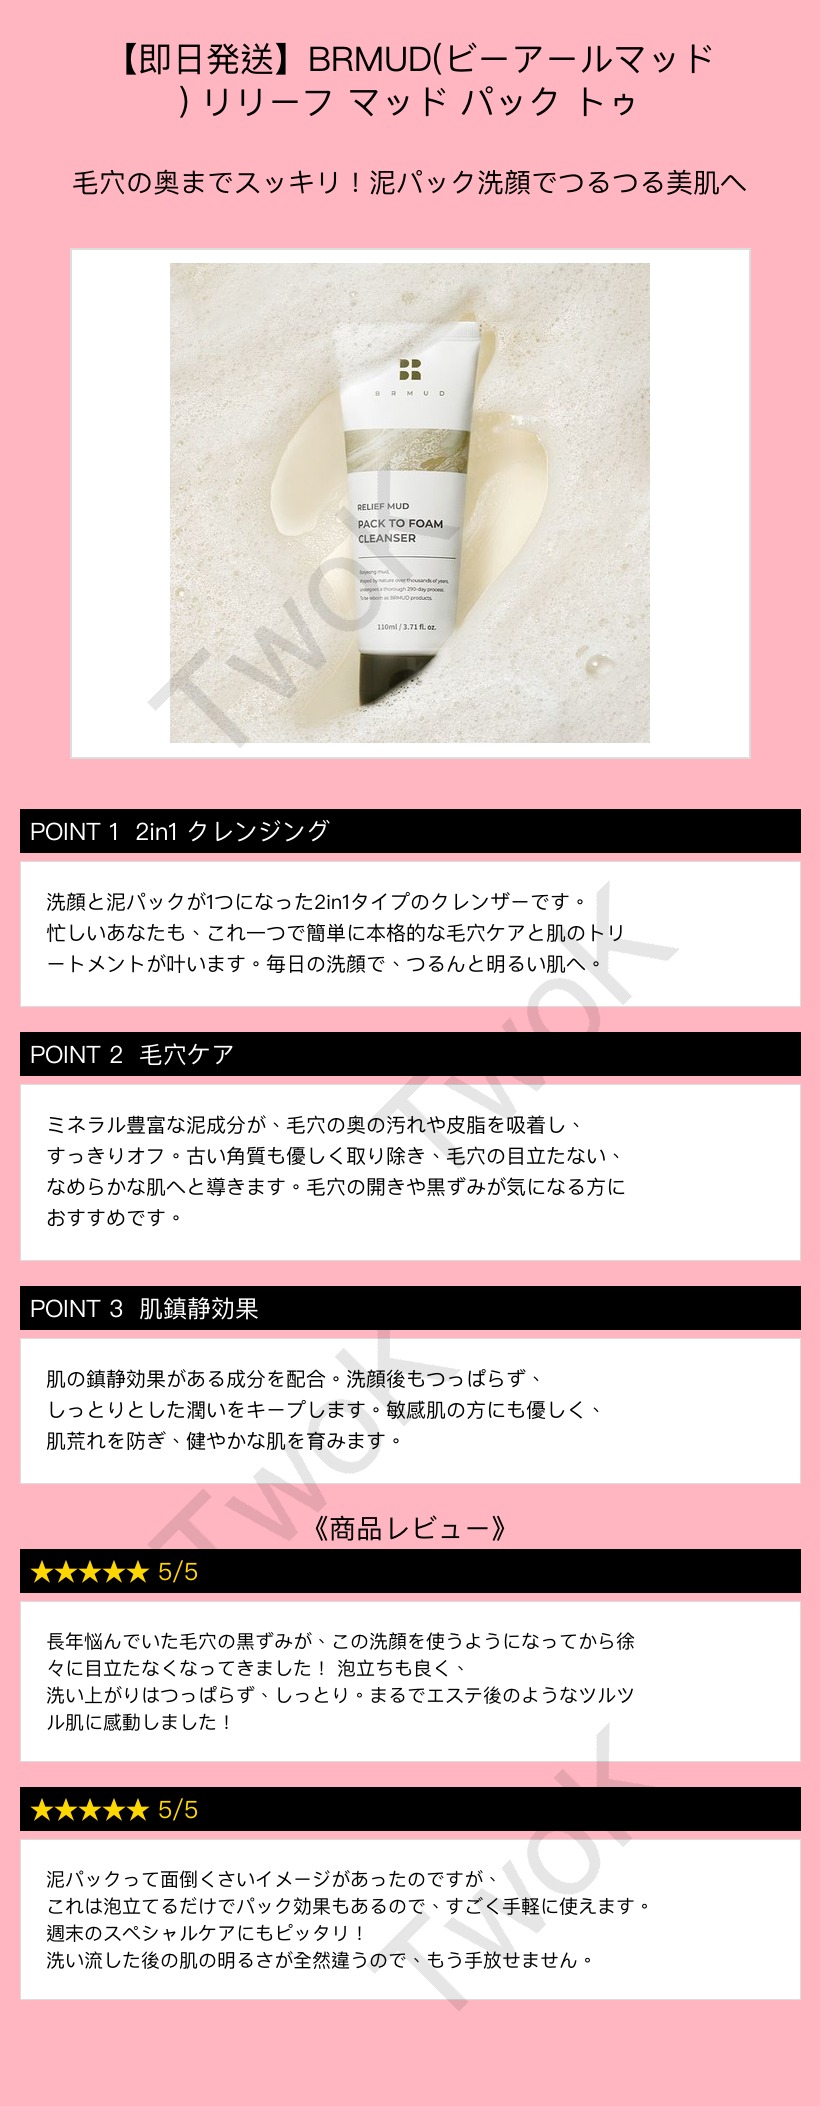 【即日発送】BRMUD(ビーアールマッド
) リリーフ マッド パック トゥ
毛穴の奥までスッキリ！泥パック洗顔でつるつる美肌へ
BRMUD
RELIEF MUD
PACK TO FOAM
CLEANSER
Boryeong mud,
shaped by nature over thousands of years,
undergoes a thorough 290-day process
To be reborn as BRMUD products.
110ml / 3.71 fl. oz.
TwoK
POINT 1 2in1 クレンジング
洗顔と泥パックが1つになった2in1タイプのクレンザーです。
忙しいあなたも、これ一つで簡単に本格的な毛穴ケアと肌のトリ
ートメントが叶います。毎日の洗顔で、つるんと明るい肌へ。
TwoK
POINT 2 毛穴ケア
ミネラル豊富な泥成分が、毛穴の奥の汚れや皮脂を吸着し、
すっきりオフ。古い角質も優しく取り除き、毛穴の目立たない、
なめらかな肌へと導きます。毛穴の開きや黒ずみが気になる方に
おすすめです。
POINT 3 肌鎮静効果
肌の鎮静効果がある成分を配合。洗顔後もつっぱらず、
しっとりとした潤いをキープします。敏感肌の方にも優しく、
肌荒れを防ぎ、健やかな肌を育みます。
TwoK
《商品レビュー》
★★★★★ 5/5
長年悩んでいた毛穴の黒ずみが、この洗顔を使うようになってから徐
々に目立たなくなってきました！ 泡立ちも良く、
洗い上がりはつっぱらず、しっとり。まるでエステ後のようなツルツ
ル肌に感動しました！
★★★★★ 5/5
泥パックって面倒くさいイメージがあったのですが、
これは泡立てるだけでパック効果もあるので、すごく手軽に使えます。
週末のスペシャルケアにもピッタリ！
洗い流した後の肌の明るさが全然違うので、もう手放せません。
TwoK